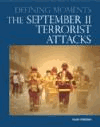 DEFINING MOMENTS
THE SEPTEMBER 11
TERRORIST
ATTACKS